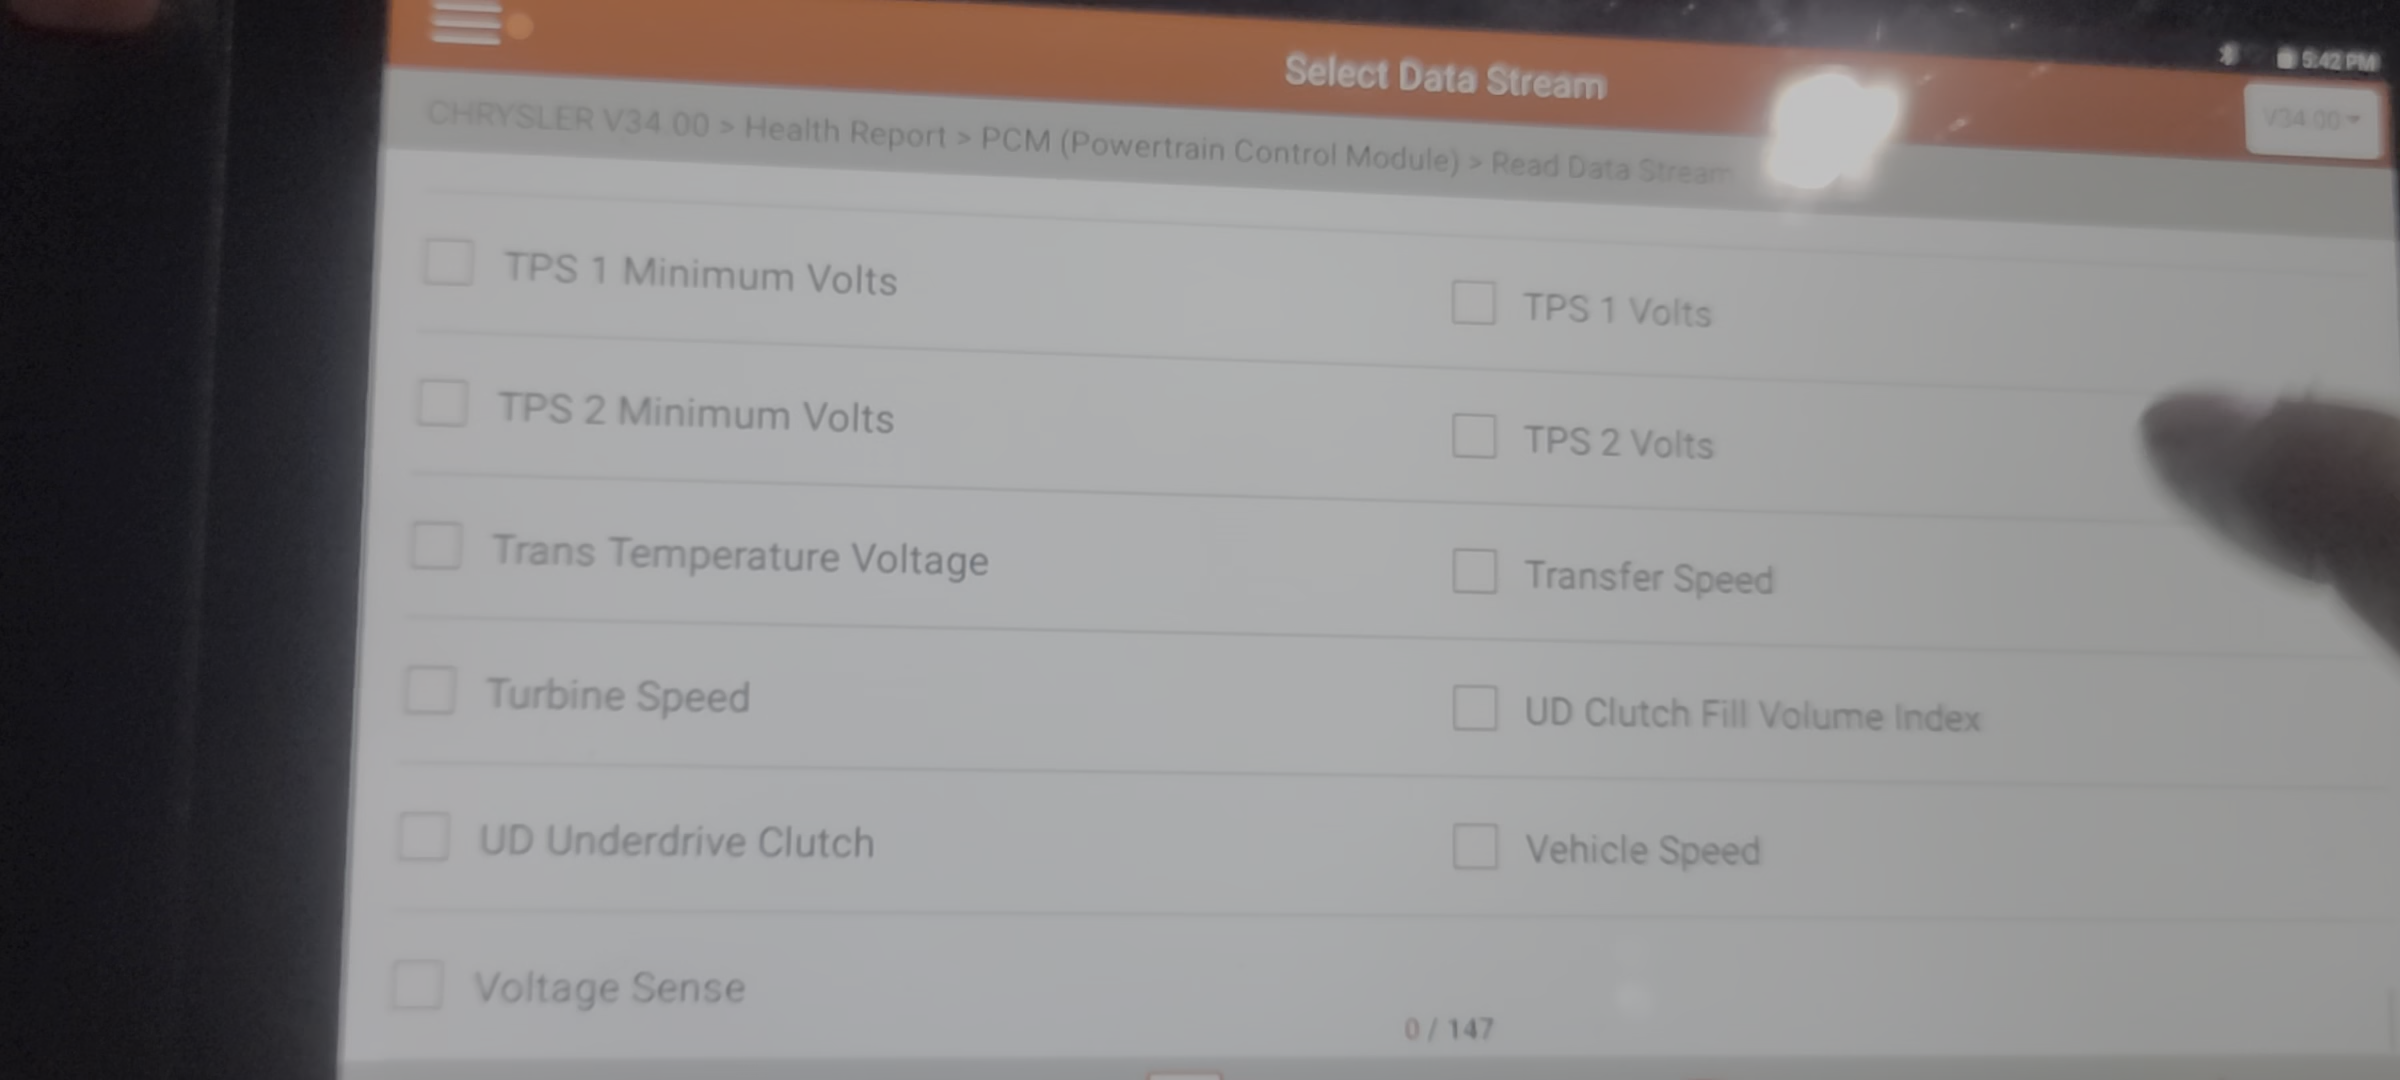 5:42 PM
Select Data Stream
V34.00
CHRYSLER V34.00 > Health Report > PCM (Powertrain Control Module) > Read Data Stream
TPS 1 Minimum Volts
TPS 1 Volts
TPS 2 Minimum Volts
TPS 2 Volts
Trans Temperature Voltage
Transfer Speed
Turbine Speed
UD Clutch Fill Volume Index
UD Underdrive Clutch
Vehicle Speed
Voltage Sense
0 / 147